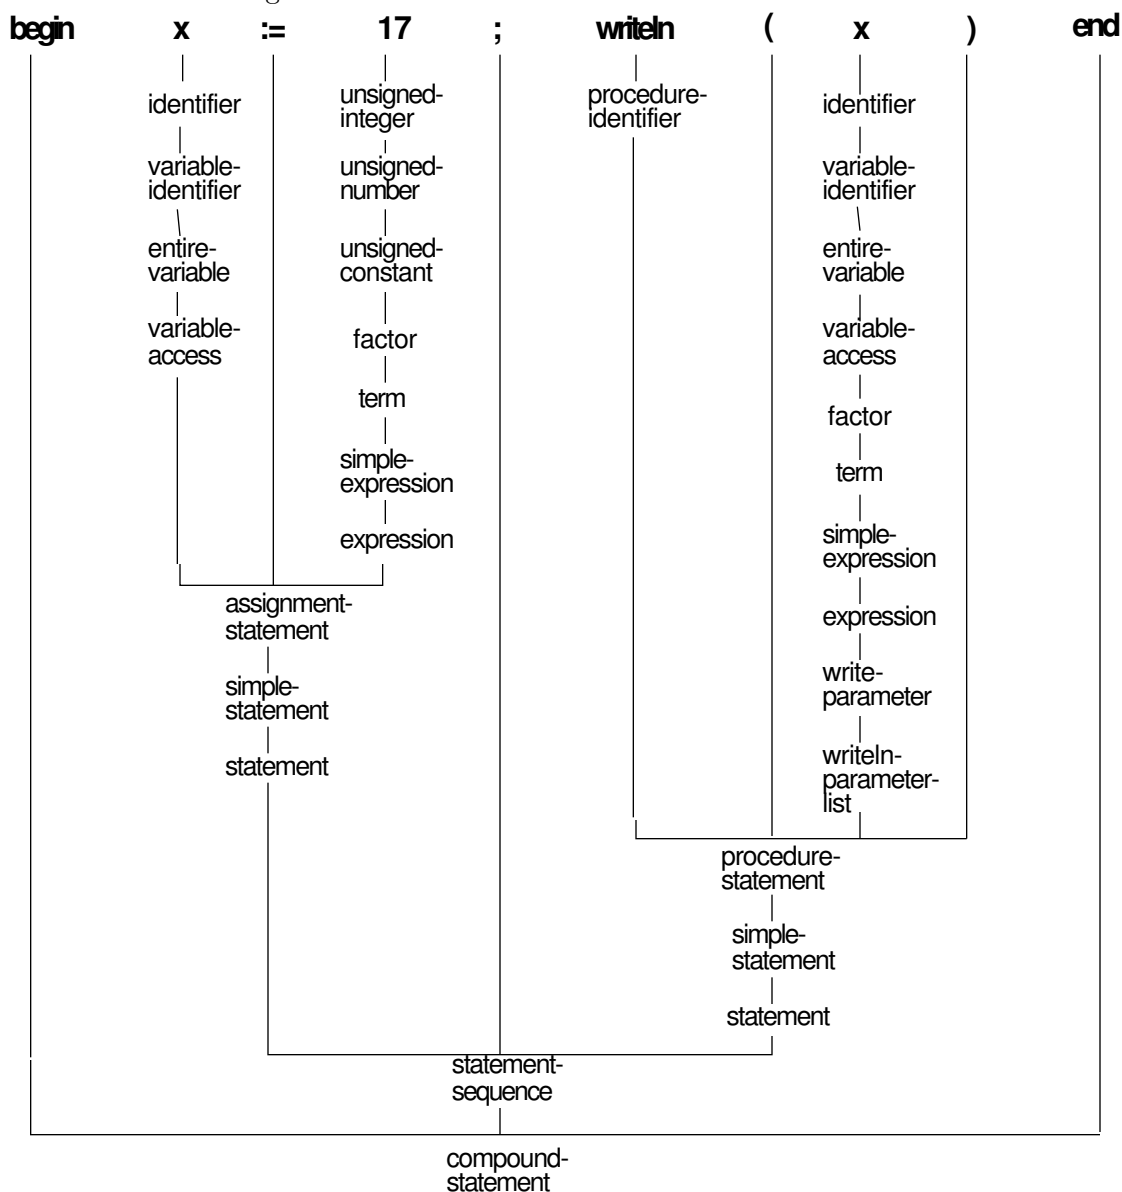 begin x := 17 ; writeln ( x ) end
identifier
unsigned-
integer
procedure-
identifier
identifier
variable-
identifier
unsigned-
number
variable-
identifier
entire-
variable
unsigned-
constant
entire-
variable
variable-
access
factor
variable-
access
term
factor
simple-
expression
term
expression
simple-
expression
assignment-
statement
expression
simple-
statement
write-
parameter
statement
writeln-
parameter-
list
procedure-
statement
simple-
statement
statement
statement-
sequence
compound-
statement